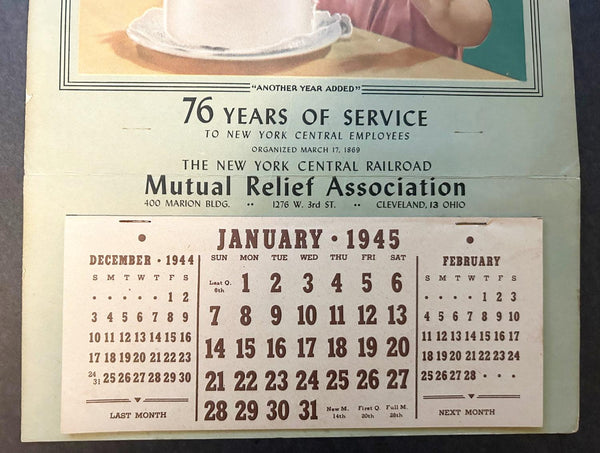 "ANOTHER YEAR ADDED"
76 YEARS OF SERVICE
TO NEW YORK CENTRAL EMPLOYEES
ORGANIZED MARCH 17, 1869
THE NEW YORK CENTRAL RAILROAD
Mutual Relief Association
400 MARION BLDG. •• 1276 W. 3rd ST. •• CLEVELAND, 13 OHIO
DECEMBER • 1944
S M T W T F S
• • • • • 1 2
3 4 5 6 7 8 9
10 11 12 13 14 15 16
17 18 19 20 21 22 23
24/31 25 26 27 28 29 30
LAST MONTH
JANUARY • 1945
SUN MON TUE WED THU FRI SAT
Last Q. 6th 1 2 3 4 5 6
7 8 9 10 11 12 13
14 15 16 17 18 19 20
21 22 23 24 25 26 27
28 29 30 31 New M. 14th First Q. 20th Full M. 28th
FEBRUARY
S M T W T F S
• • • • 1 2 3
4 5 6 7 8 9 10
11 12 13 14 15 16 17
18 19 20 21 22 23 24
25 26 27 28 • • •
NEXT MONTH